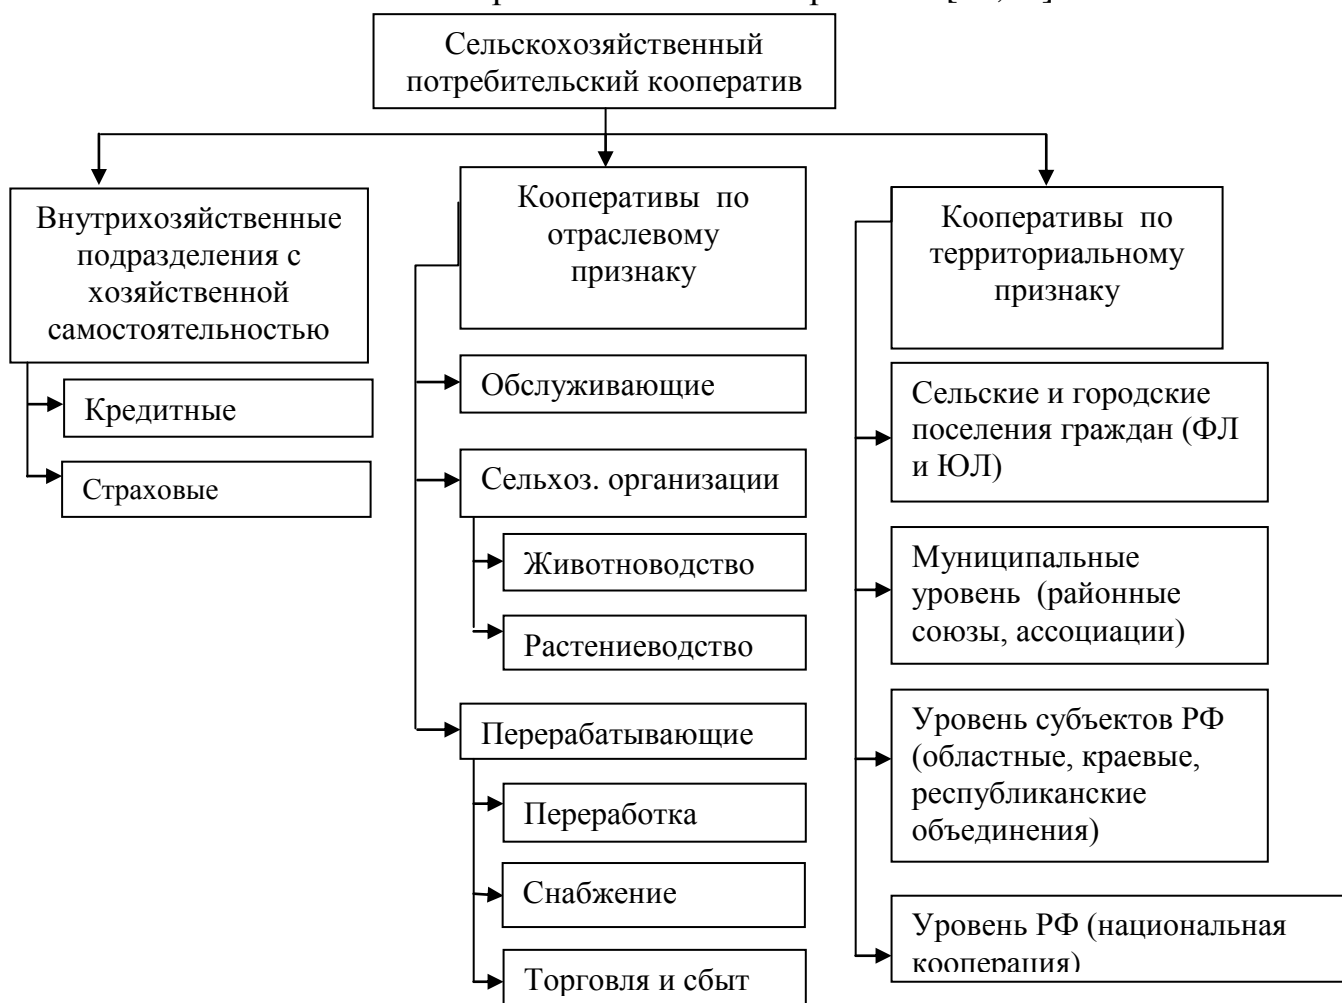 Сельскохозяйственный
потребительский кооператив
Внутрихозяйственные
подразделения с
хозяйственной
самостоятельностью
Кредитные
Страховые
Кооперативы по
отраслевому
признаку
Обслуживающие
Сельхоз. организации
Животноводство
Растениеводство
Перерабатывающие
Переработка
Снабжение
Торговля и сбыт
Кооперативы по
территориальному
признаку
Сельские и городские
поселения граждан (ФЛ
и ЮЛ)
Муниципальные
уровень (районные
союзы, ассоциации)
Уровень субъектов РФ
(областные, краевые,
республиканские
объединения)
Уровень РФ (национальная
кооперация)